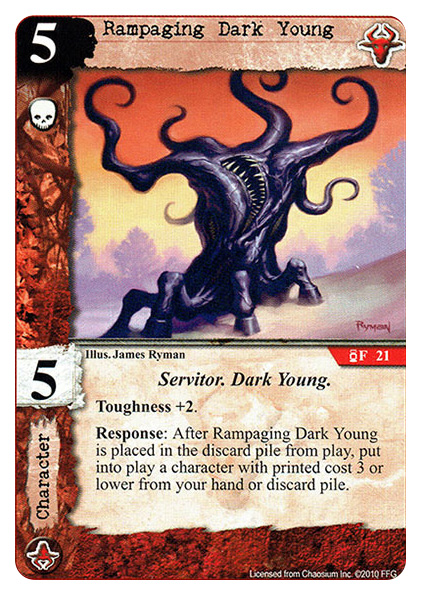 5
Rampaging Dark Young
RYMAN
Illus. James Ryman
F 21
5
Servitor. Dark Young.
Toughness +2.
Response: After Rampaging Dark Young
is placed in the discard pile from play, put
into play a character with printed cost 3 or
lower from your hand or discard pile.
Character
Licensed from Chaosium Inc. ©2010 FFG